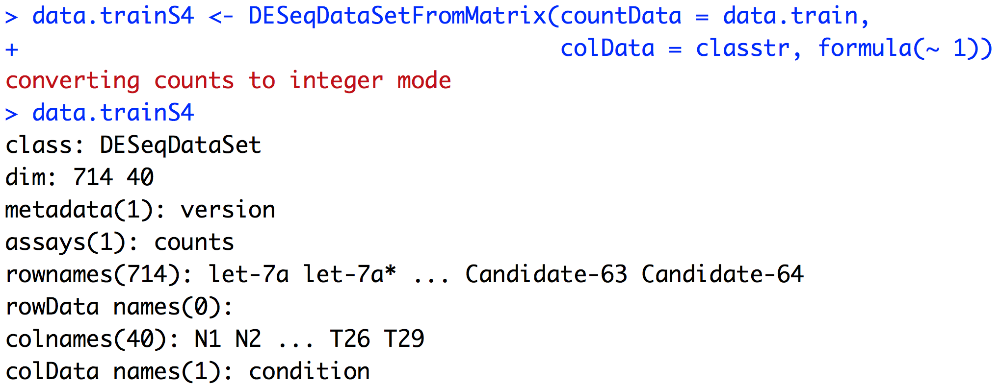 > data.trainS4 <- DESeqDataSetFromMatrix(countData = data.train,
+                                         colData = classtr, formula(~ 1))
converting counts to integer mode
> data.trainS4
class: DESeqDataSet
dim: 714 40
metadata(1): version
assays(1): counts
rownames(714): let-7a let-7a* ... Candidate-63 Candidate-64
rowData names(0):
colnames(40): N1 N2 ... T26 T29
colData names(1): condition